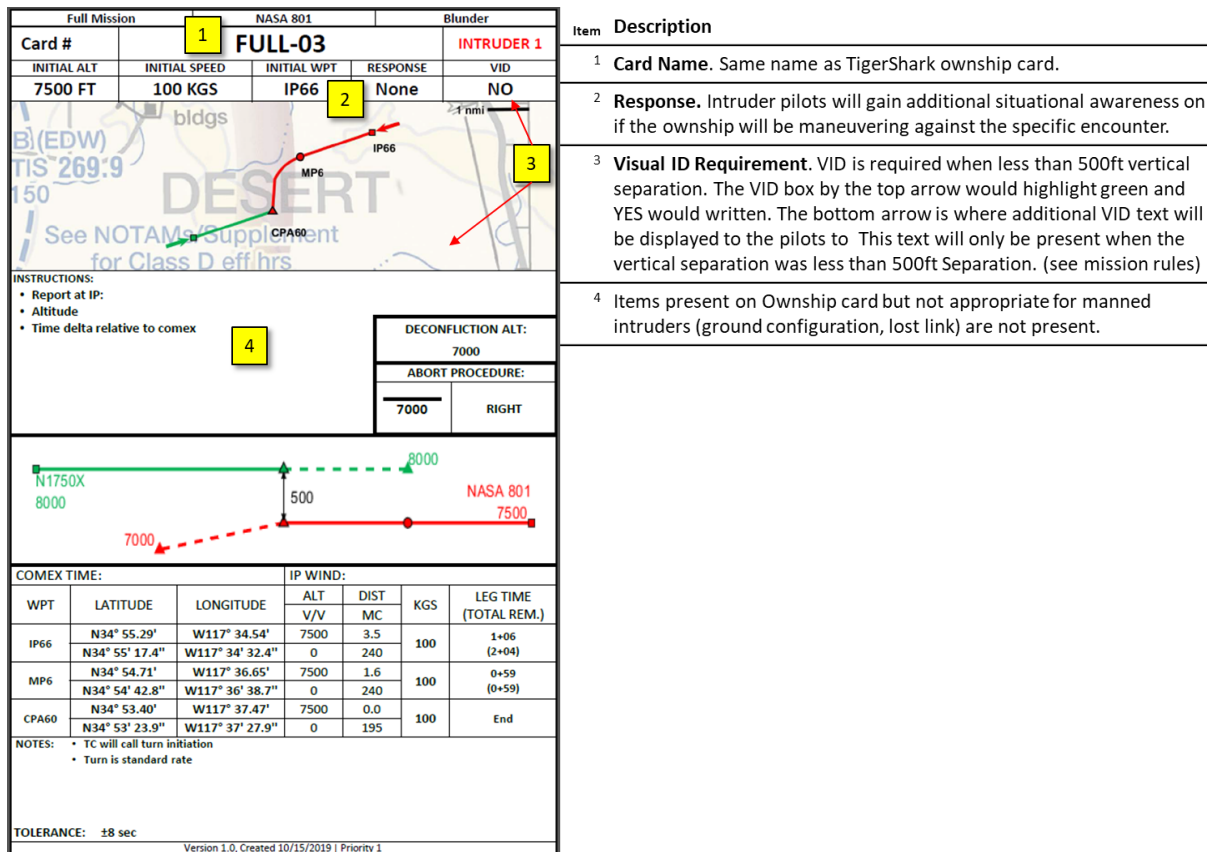 Full Mission NASA 801 Blunder
Card # 1 FULL-03 INTRUDER 1
INITIAL ALT INITIAL SPEED INITIAL WPT RESPONSE VID
7500 FT 100 KGS IP66 2 None NO
bldgs
1 nmi
B (EDW)
TIS 269.9
150
DESERT
IP66
MP6
3
CPA60
See NOTAMs/Supplement
for Class D eff hrs
INSTRUCTIONS:
• Report at IP:
• Altitude
• Time delta relative to comex
4
DECONFLICTION ALT:
7000
ABORT PROCEDURE:
7000 RIGHT
8000
N1750X
8000
500
NASA 801
7500
7000
COMEX TIME: IP WIND:
WPT LATITUDE LONGITUDE ALT DIST KGS LEG TIME
V/V MC (TOTAL REM.)
IP66 N34° 55.29' W117° 34.54' 7500 3.5 100 1+06
N34° 55' 17.4" W117° 34' 32.4" 0 240 (2+04)
MP6 N34° 54.71' W117° 36.65' 7500 1.6 100 0+59
N34° 54' 42.8" W117° 36' 38.7" 0 240 (0+59)
CPA60 N34° 53.40' W117° 37.47' 7500 0.0 100 End
N34° 53' 23.9" W117° 37' 27.9" 0 195
NOTES: • TC will call turn initiation
• Turn is standard rate
TOLERANCE: ±8 sec
Version 1.0, Created 10/15/2019 | Priority 1
Item Description
1 Card Name. Same name as TigerShark ownship card.
2 Response. Intruder pilots will gain additional situational awareness on
if the ownship will be maneuvering against the specific encounter.
3 Visual ID Requirement. VID is required when less than 500ft vertical
separation. The VID box by the top arrow would highlight green and
YES would written. The bottom arrow is where additional VID text will
be displayed to the pilots to This text will only be present when the
vertical separation was less than 500ft Separation. (see mission rules)
4 Items present on Ownship card but not appropriate for manned
intruders (ground configuration, lost link) are not present.